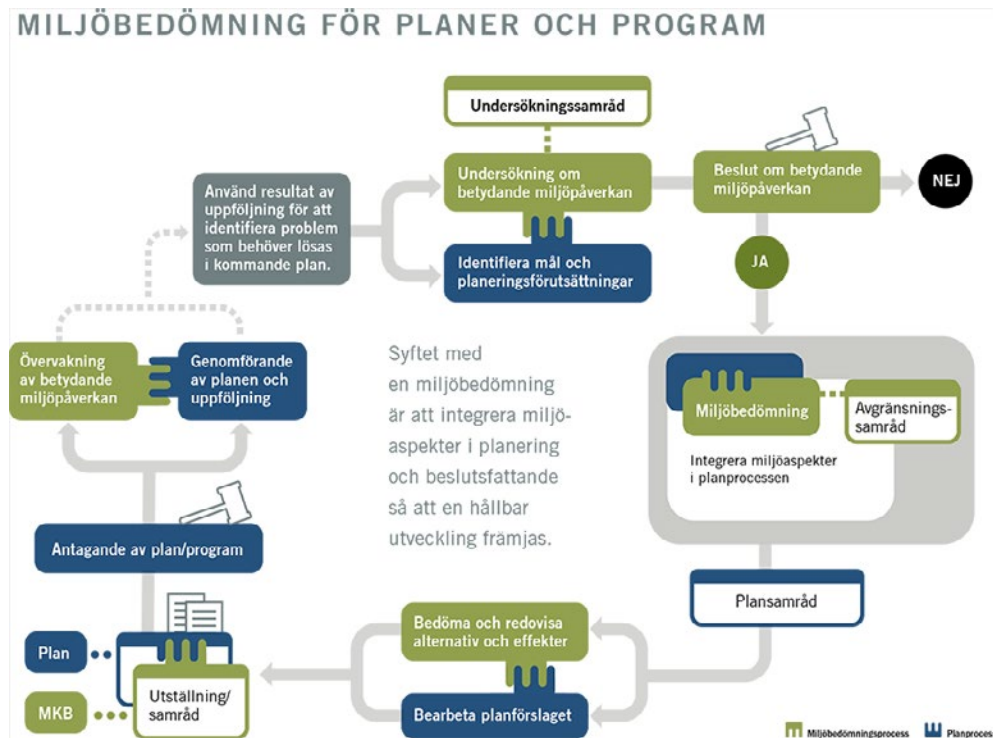 MILJÖBEDÖMNING FÖR PLANER OCH PROGRAM
Undersökningssamråd
Undersökning om
betydande miljöpåverkan
Beslut om betydande
miljöpåverkan
NEJ
Använd resultat av
uppföljning för att
identifiera problem
som behöver lösas
i kommande plan.
Identifiera mål och
planeringsförutsättningar
JA
Övervakning
av betydande
miljöpåverkan
Genomförande
av planen och
uppföljning
Syftet med
en miljöbedömning
är att integrera miljö-
aspekter i planering
och beslutsfattande
så att en hållbar
utveckling främjas.
Miljöbedömning
Avgränsnings-
samråd
Integrera miljöaspekter
i planprocessen
Antagande av plan/program
Plansamråd
Bedöma och redovisa
alternativ och effekter
Plan
MKB
Utställning/
samråd
Bearbeta planförslaget
Miljöbedömningsprocess
Planproces